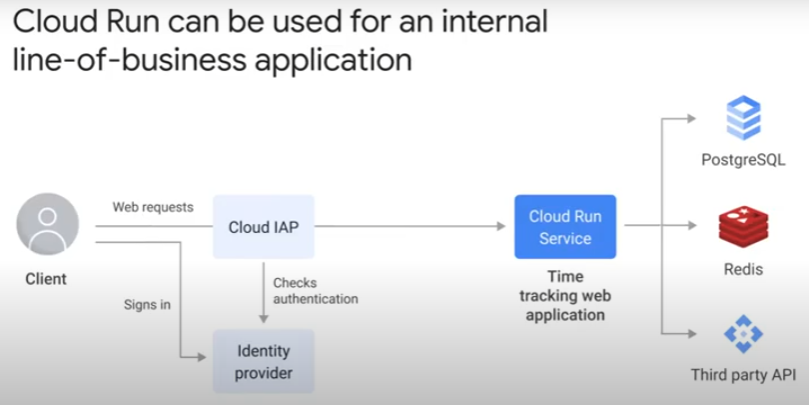 Cloud Run can be used for an internal
line-of-business application
PostgreSQL
Web requests
Cloud IAP
Cloud Run
Service
Client
Redis
Checks
authentication
Time
tracking web
application
Signs in
Identity
provider
Third party API